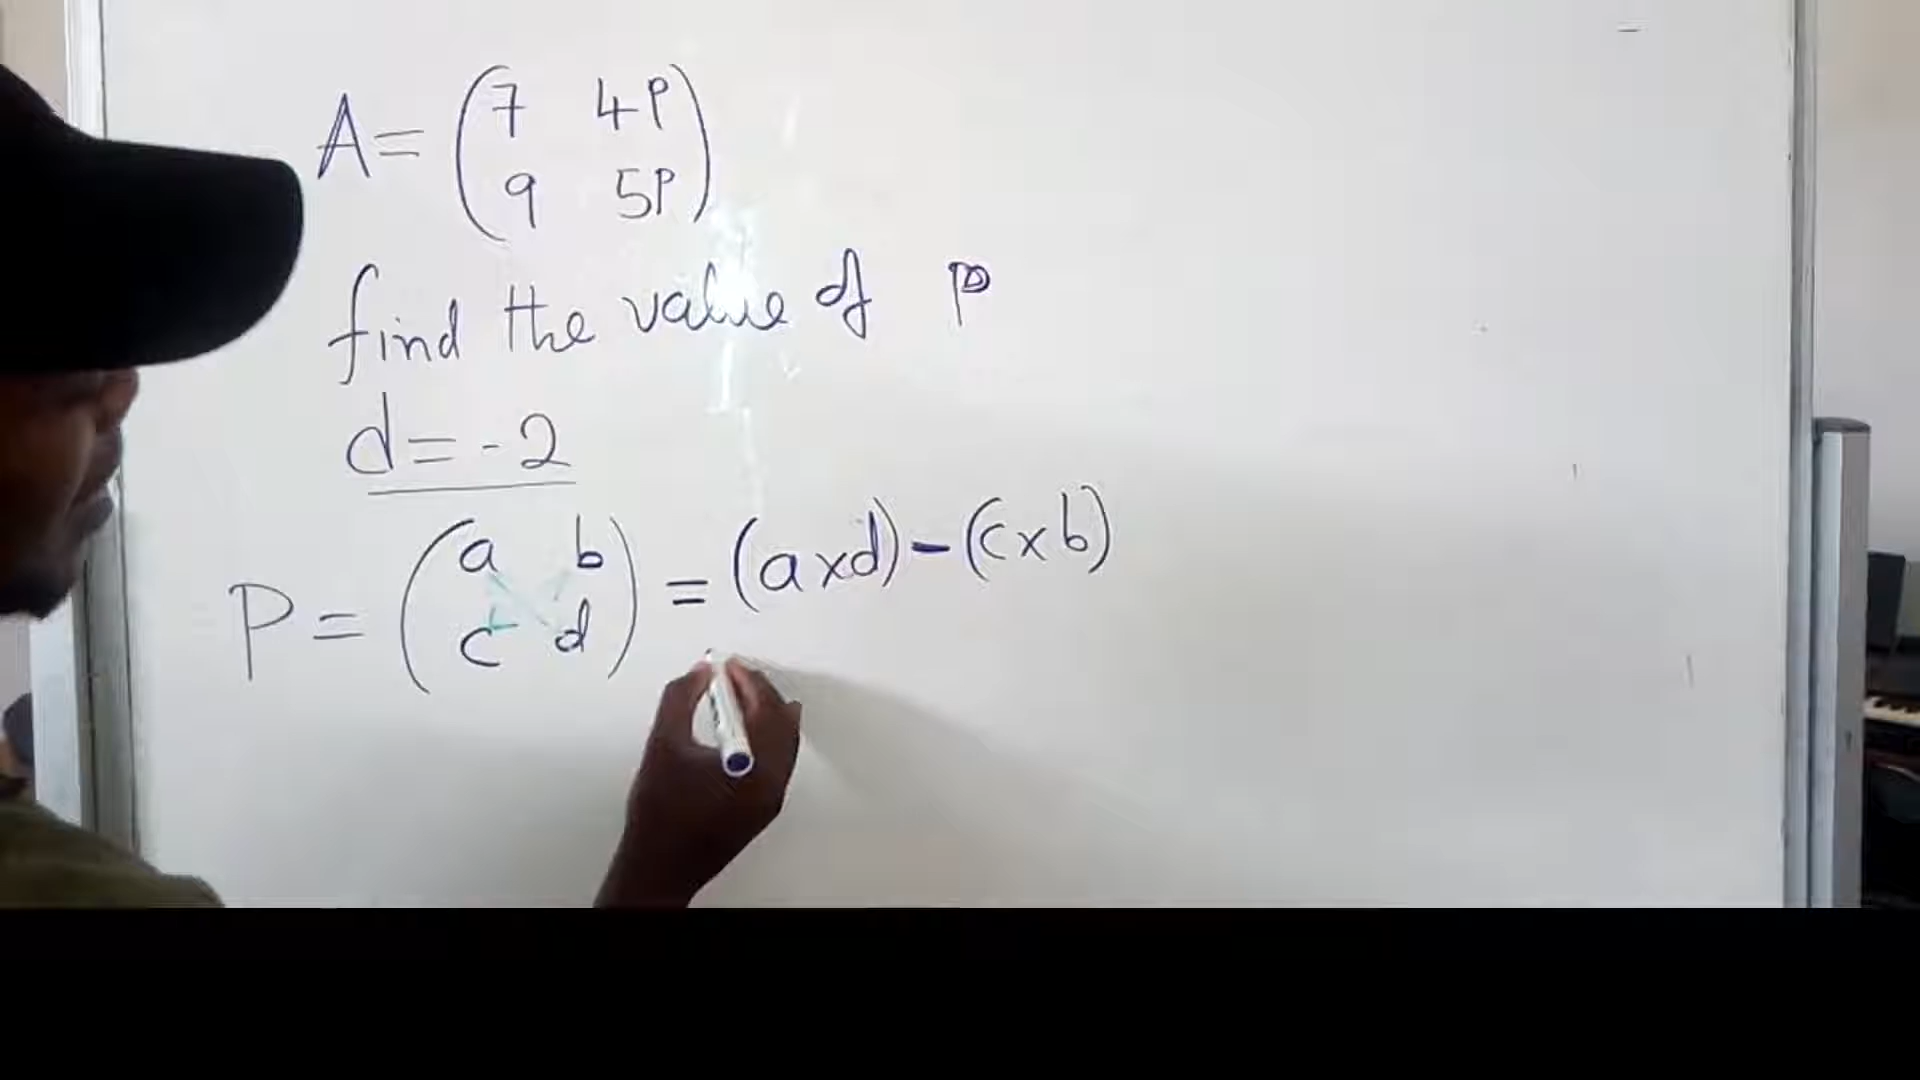 A = (7 4P
9 5P)
find the value of P
d = -2
P = (a b
c d) = (a x d) - (c x b)